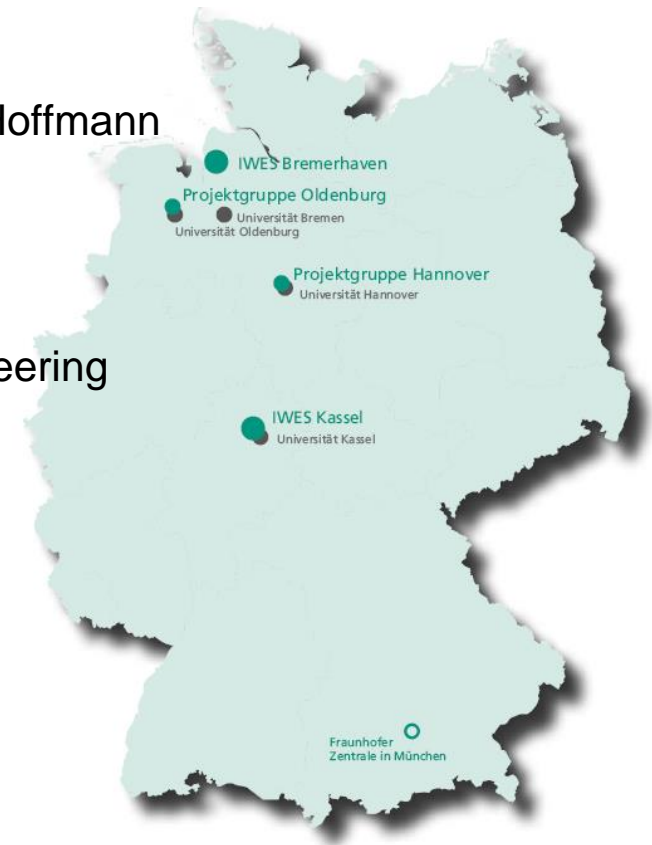 Hoffmann
IWES Bremerhaven
Projektgruppe Oldenburg
Universität Bremen
Universität Oldenburg
Projektgruppe Hannover
Universität Hannover
eering
IWES Kassel
Universität Kassel
Fraunhofer
Zentrale in München